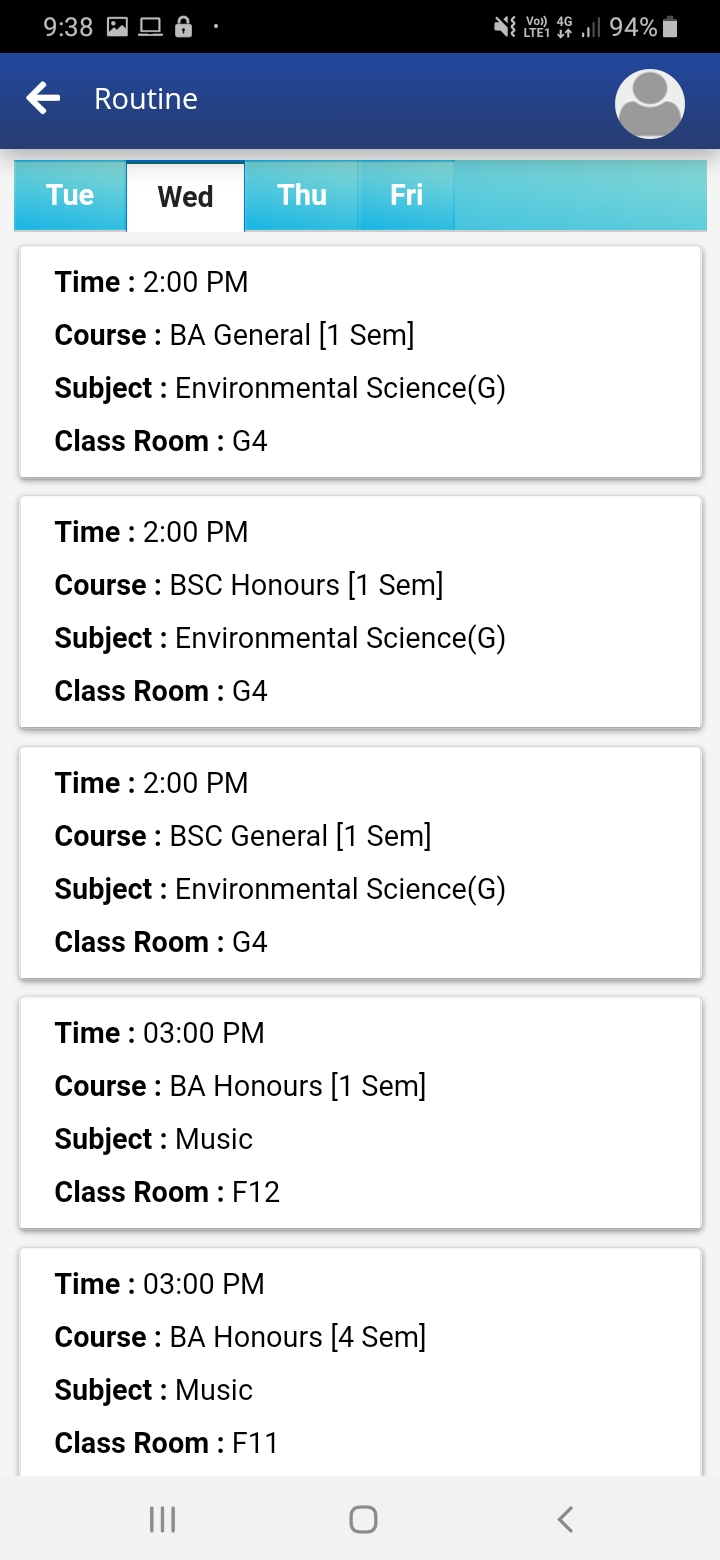 9:38
Vo)) 4G 94%
LTE1
Routine
Tue Wed Thu Fri
Time : 2:00 PM
Course : BA General [1 Sem]
Subject : Environmental Science(G)
Class Room : G4
Time : 2:00 PM
Course : BSC Honours [1 Sem]
Subject : Environmental Science(G)
Class Room : G4
Time : 2:00 PM
Course : BSC General [1 Sem]
Subject : Environmental Science(G)
Class Room : G4
Time : 03:00 PM
Course : BA Honours [1 Sem]
Subject : Music
Class Room : F12
Time : 03:00 PM
Course : BA Honours [4 Sem]
Subject : Music
Class Room : F11